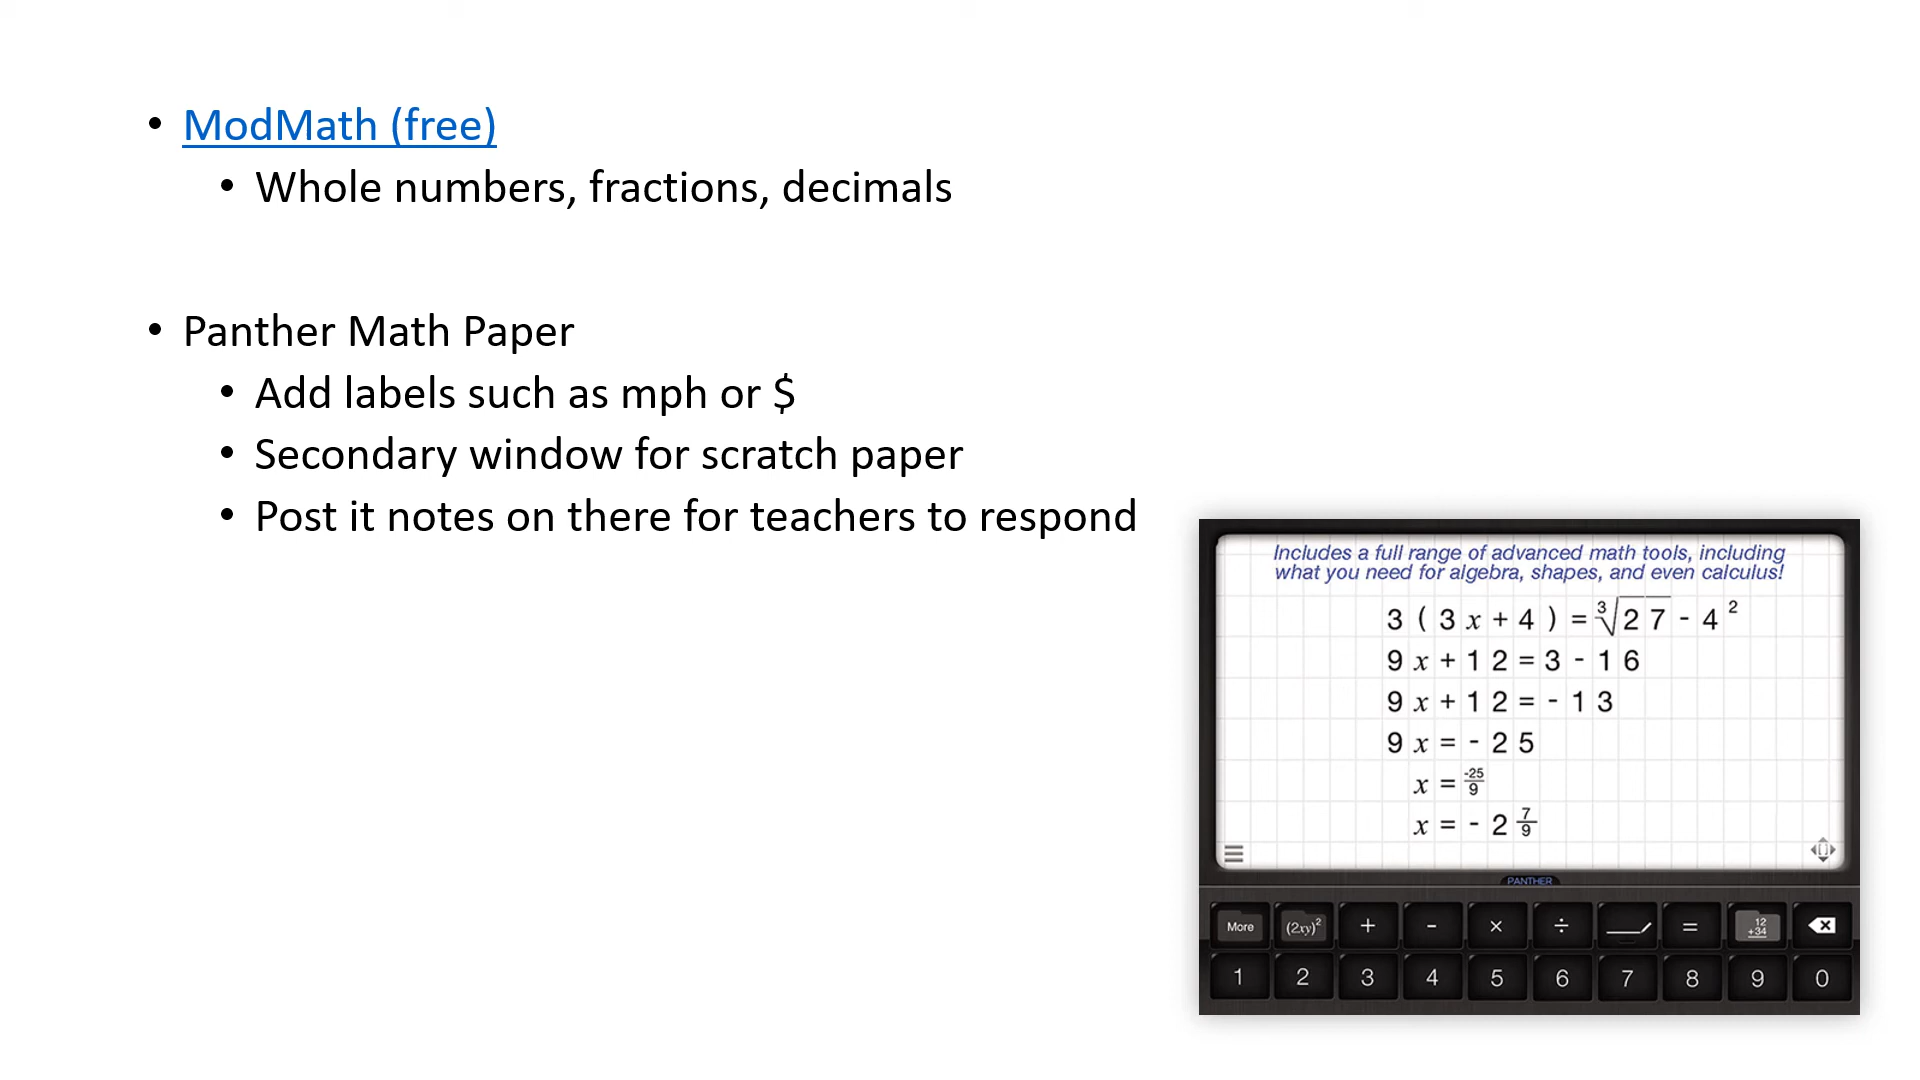 • ModMath (free)
• Whole numbers, fractions, decimals
• Panther Math Paper
• Add labels such as mph or $
• Secondary window for scratch paper
• Post it notes on there for teachers to respond
Includes a full range of advanced math tools, including
what you need for algebra, shapes, and even calculus!
3 ( 3 x + 4 ) = ∛27 - 4²
9 x + 1 2 = 3 - 1 6
9 x + 1 2 = - 1 3
9 x = - 2 5
x = -25/9
x = - 2 7/9
PANTHER
More (2xy)² + - × ÷ = 12 +34
1 2 3 4 5 6 7 8 9 0